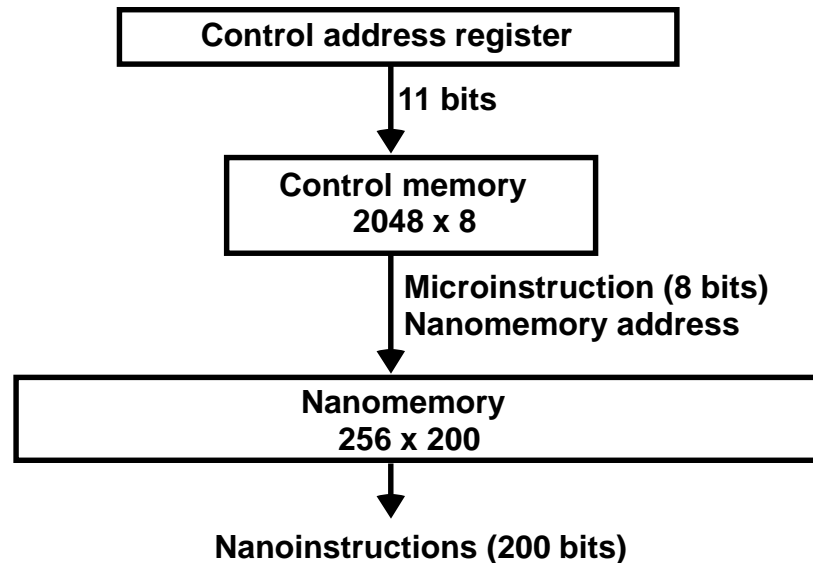 Control address register
11 bits
Control memory
2048 x 8
Microinstruction (8 bits)
Nanomemory address
Nanomemory
256 x 200
Nanoinstructions (200 bits)